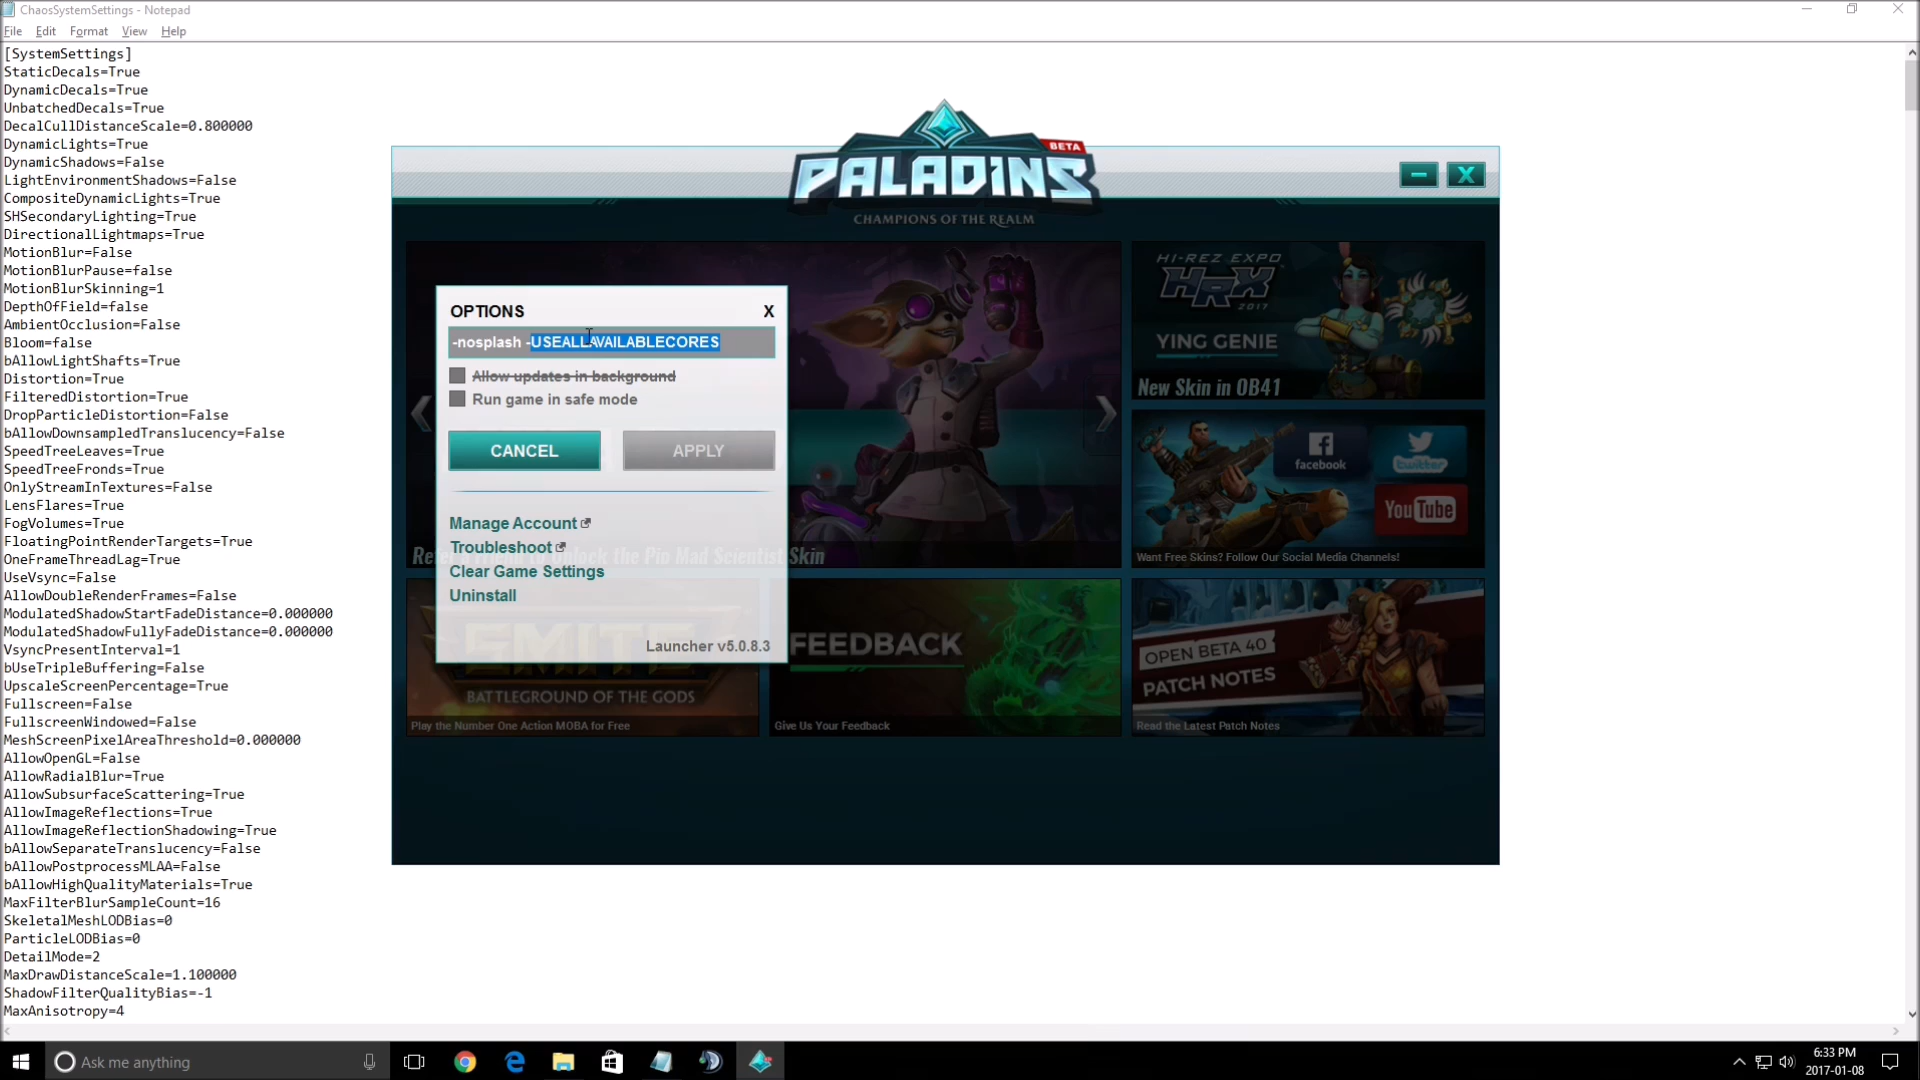 ChaosSystemSettings - Notepad
File Edit Format View Help
[SystemSettings]
StaticDecals=True
DynamicDecals=True
UnbatchedDecals=True
DecalCullDistanceScale=0.800000
DynamicLights=True
DynamicShadows=False
LightEnvironmentShadows=False
CompositeDynamicLights=True
SHSecondaryLighting=True
DirectionalLightmaps=True
MotionBlur=False
MotionBlurPause=false
MotionBlurSkinning=1
DepthOfField=false
AmbientOcclusion=False
Bloom=false
bAllowLightShafts=True
Distortion=True
FilteredDistortion=True
DropParticleDistortion=False
bAllowDownsampledTranslucency=False
SpeedTreeLeaves=True
SpeedTreeFronds=True
OnlyStreamInTextures=False
LensFlares=True
FogVolumes=True
FloatingPointRenderTargets=True
OneFrameThreadLag=True
UseVsync=False
AllowDoubleRenderFrames=False
ModulatedShadowStartFadeDistance=0.000000
ModulatedShadowFullyFadeDistance=0.000000
VsyncPresentInterval=1
bUseTripleBuffering=False
UpscaleScreenPercentage=True
Fullscreen=False
FullscreenWindowed=False
MeshScreenPixelAreaThreshold=0.000000
AllowOpenGL=False
AllowRadialBlur=True
AllowSubsurfaceScattering=True
AllowImageReflections=True
AllowImageReflectionShadowing=True
bAllowSeparateTranslucency=False
bAllowPostprocessMLAA=False
bAllowHighQualityMaterials=True
MaxFilterBlurSampleCount=16
SkeletalMeshLODBias=0
ParticleLODBias=0
DetailMode=2
MaxDrawDistanceScale=1.100000
ShadowFilterQualityBias=-1
MaxAnisotropy=4
BETA
PALADINS
CHAMPIONS OF THE REALM
X
OPTIONS X
-nosplash -USEALLAVAILABLECORES
Allow updates in background
Run game in safe mode
CANCEL APPLY
Manage Account
Troubleshoot
Clear Game Settings
Uninstall
Launcher v5.0.8.3
Refer a Friend to Unlock the Pip Mad Scientist Skin
HI-REZ EXPO
HRX
2017
YING GENIE
New Skin in OB41
facebook
twitter
YouTube
Want Free Skins? Follow Our Social Media Channels!
SMITE
BATTLEGROUND OF THE GODS
Play the Number One Action MOBA for Free
FEEDBACK
Give Us Your Feedback
OPEN BETA 40
PATCH NOTES
Read the Latest Patch Notes
Ask me anything
6:33 PM
2017-01-08